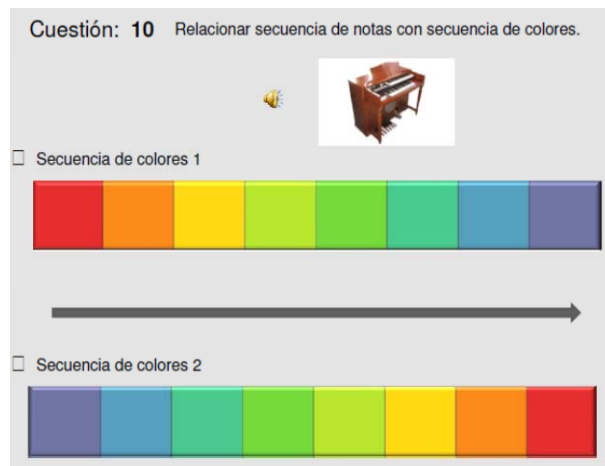 Cuestión: 10 Relacionar secuencia de notas con secuencia de colores.
Secuencia de colores 1
Secuencia de colores 2